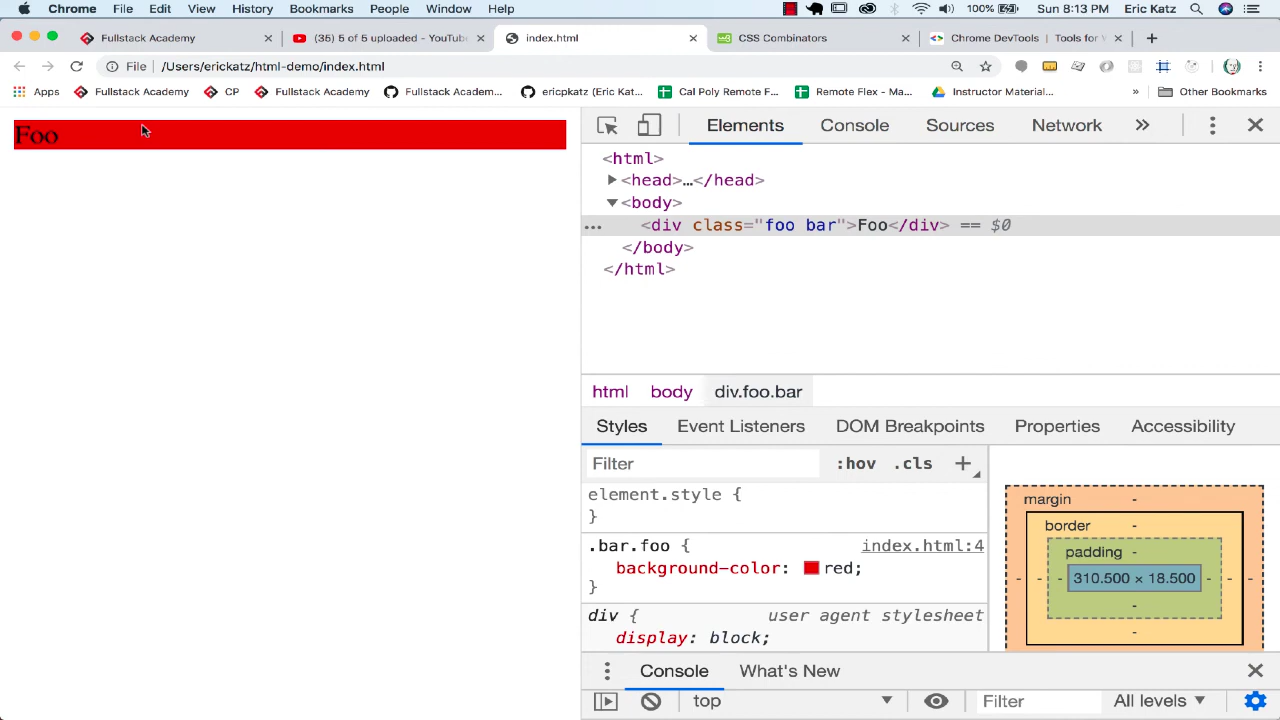 Chrome File Edit View History Bookmarks People Window Help 100% Sun 8:13 PM Eric Katz
Fullstack Academy (35) 5 of 5 uploaded - YouTube index.html CSS Combinators Chrome DevTools | Tools for
File /Users/erickatz/html-demo/index.html
Apps Fullstack Academy CP Fullstack Academy Fullstack Academ... ericpkatz (Eric Kat... Cal Poly Remote F... Remote Flex - Ma... Instructor Material... » Other Bookmarks
Foo
Elements Console Sources Network »
<html>
<head>…</head>
<body>
... <div class="foo bar">Foo</div> == $0
</body>
</html>
html body div.foo.bar
Styles Event Listeners DOM Breakpoints Properties Accessibility
Filter :hov .cls +
element.style {
}
.bar.foo { index.html:4
background-color: red;
}
div { user agent stylesheet
display: block;
margin -
border -
padding -
- - - 310.500 × 18.500 - - -
-
-
Console What's New
top Filter All levels